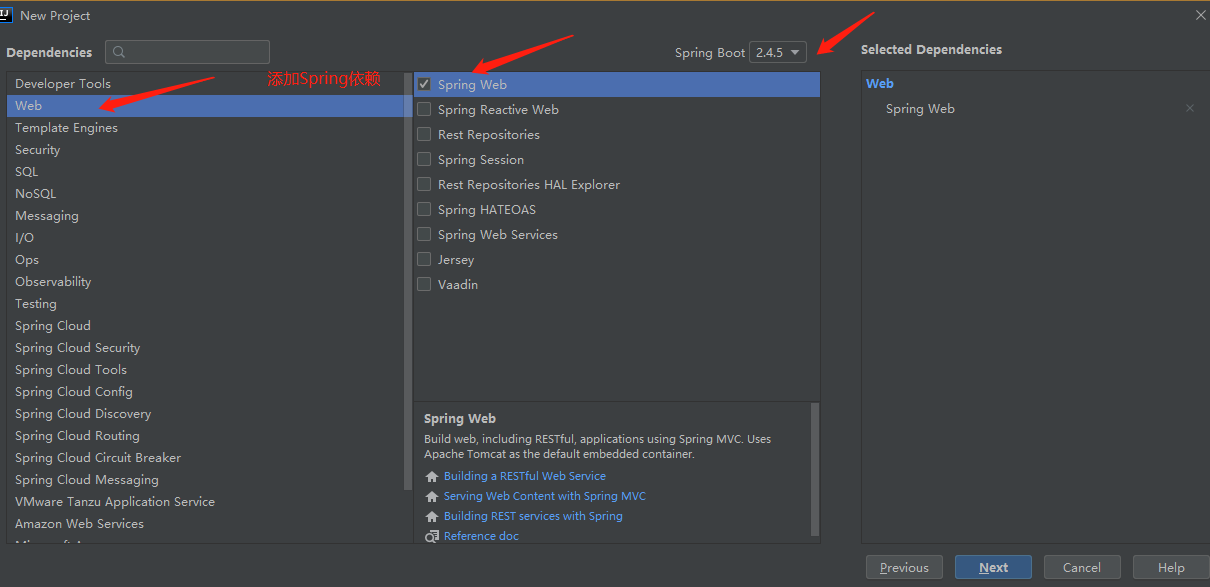 IJ New Project
Dependencies
Spring Boot 2.4.5
Selected Dependencies
Developer Tools
Web
Template Engines
Security
SQL
NoSQL
Messaging
I/O
Ops
Observability
Testing
Spring Cloud
Spring Cloud Security
Spring Cloud Tools
Spring Cloud Config
Spring Cloud Discovery
Spring Cloud Routing
Spring Cloud Circuit Breaker
Spring Cloud Messaging
VMware Tanzu Application Service
Amazon Web Services
添加Spring依赖
Spring Web
Spring Reactive Web
Rest Repositories
Spring Session
Rest Repositories HAL Explorer
Spring HATEOAS
Spring Web Services
Jersey
Vaadin
Spring Web
Build web, including RESTful, applications using Spring MVC. Uses
Apache Tomcat as the default embedded container.
Building a RESTful Web Service
Serving Web Content with Spring MVC
Building REST services with Spring
Reference doc
Web
Spring Web
Previous
Next
Cancel
Help